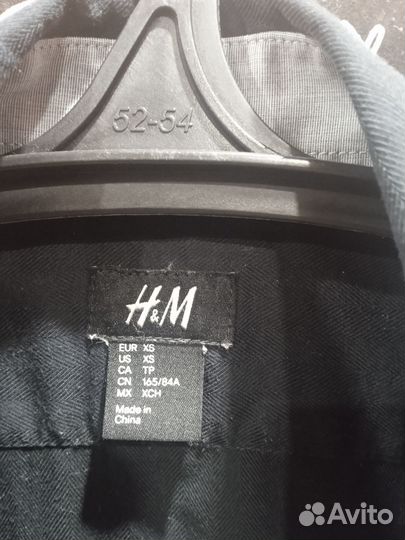 52-54
H&M
EUR XS
US XS
CA TP
CN 165/84A
MX XCH
Made in
China
Avito